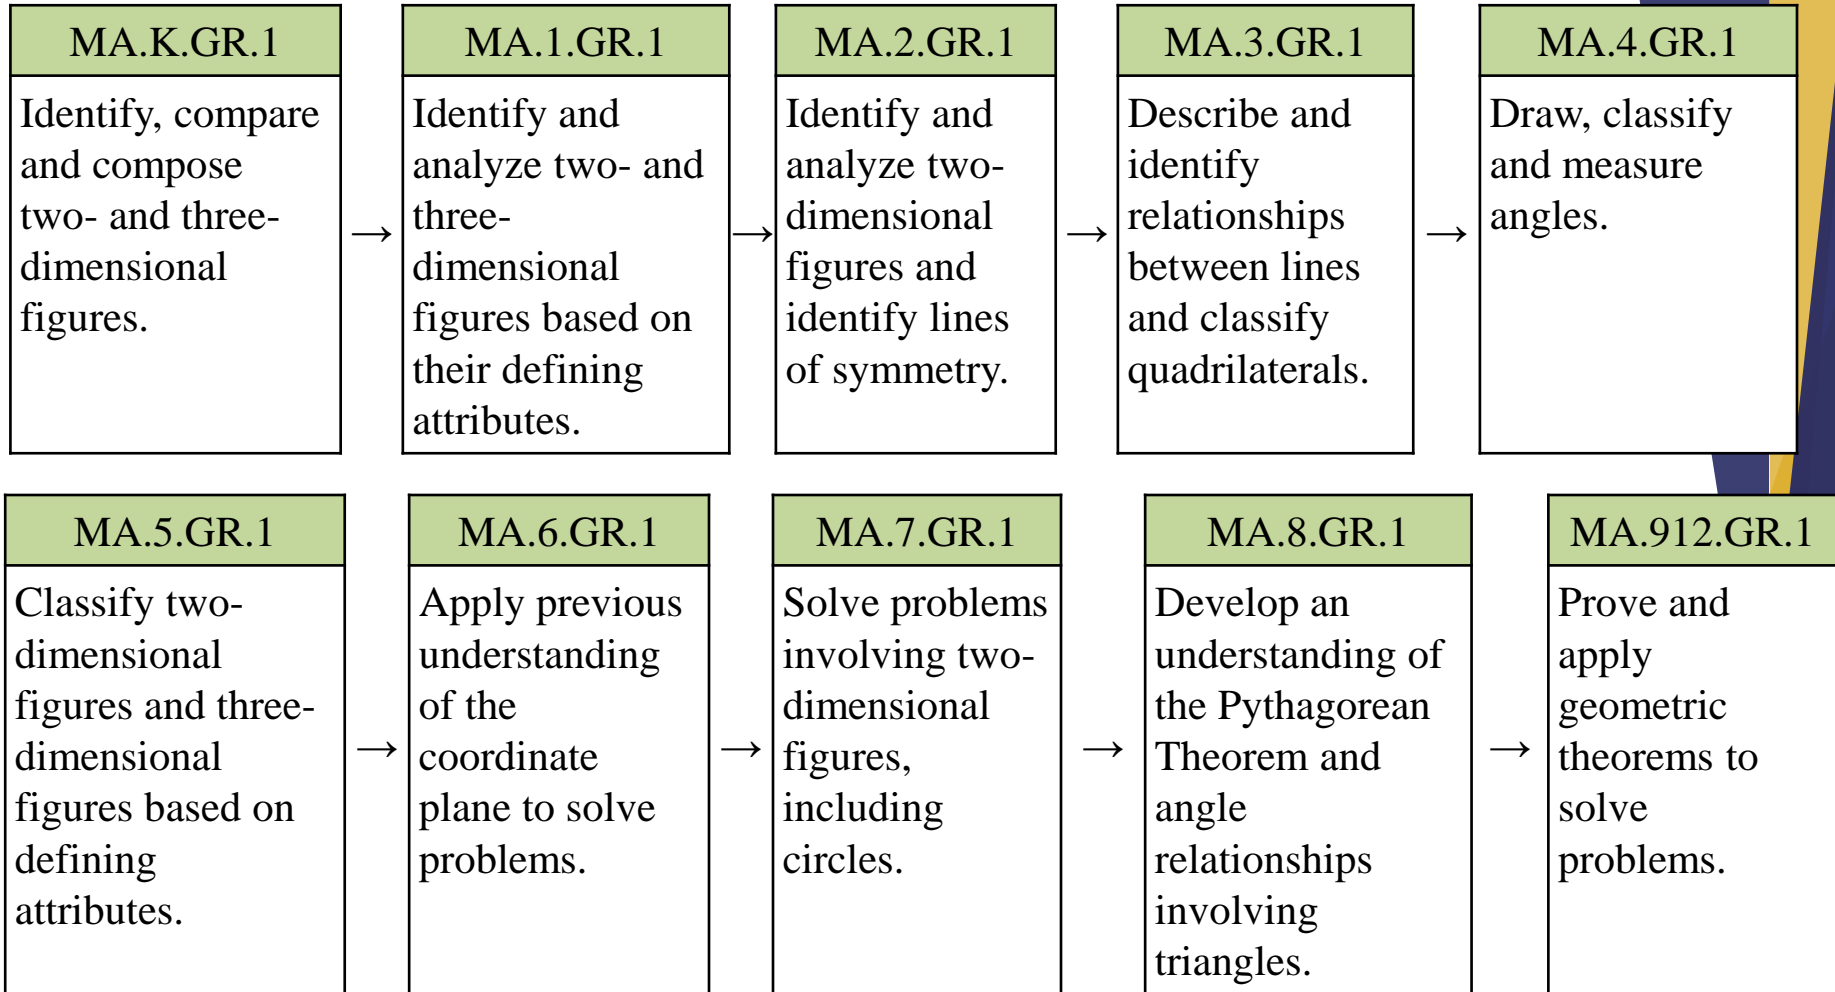 MA.K.GR.1
Identify, compare
and compose
two- and three-
dimensional
figures.
→
MA.1.GR.1
Identify and
analyze two- and
three-
dimensional
figures based on
their defining
attributes.
→
MA.2.GR.1
Identify and
analyze two-
dimensional
figures and
identify lines
of symmetry.
→
MA.3.GR.1
Describe and
identify
relationships
between lines
and classify
quadrilaterals.
→
MA.4.GR.1
Draw, classify
and measure
angles.
MA.5.GR.1
Classify two-
dimensional
figures and three-
dimensional
figures based on
defining
attributes.
→
MA.6.GR.1
Apply previous
understanding
of the
coordinate
plane to solve
problems.
→
MA.7.GR.1
Solve problems
involving two-
dimensional
figures,
including
circles.
→
MA.8.GR.1
Develop an
understanding of
the Pythagorean
Theorem and
angle
relationships
involving
triangles.
→
MA.912.GR.1
Prove and
apply
geometric
theorems to
solve
problems.